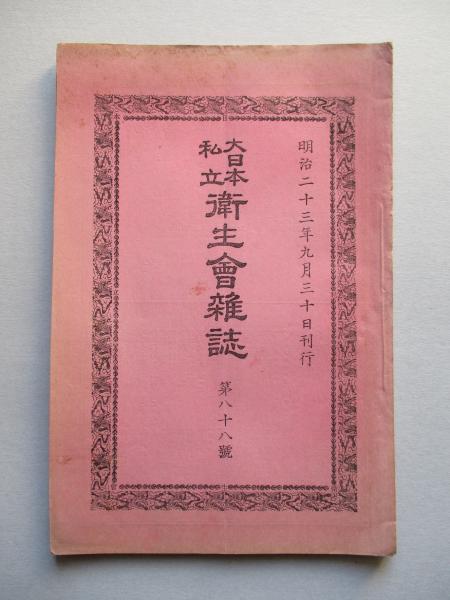 明治二十三年九月三十日刊行
大日本
私立
衛生會雜誌
第八十八號